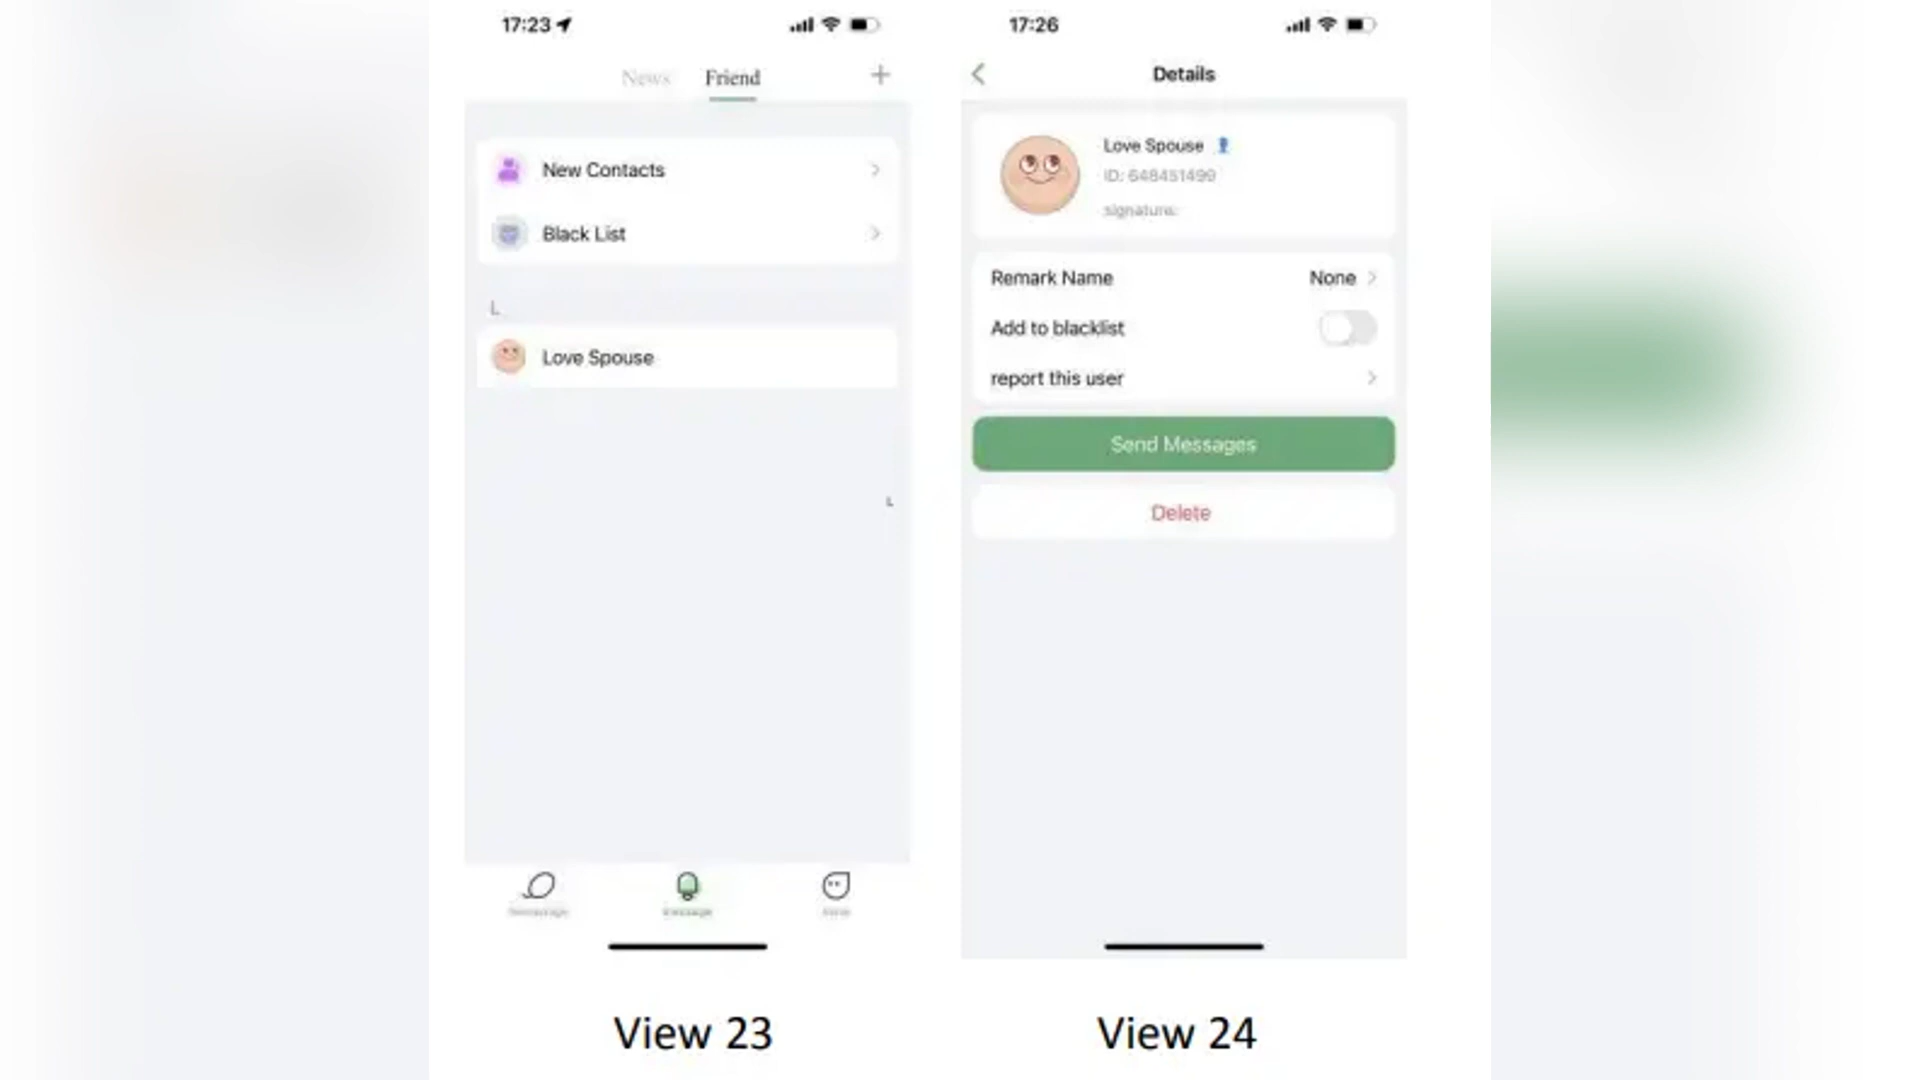 17:23
News
Friend
New Contacts
Black List
L
Love Spouse
L
message
View 23
17:26
Details
Love Spouse
ID: 648451499
signature:
Remark Name
None
Add to blacklist
report this user
Send Messages
Delete
View 24